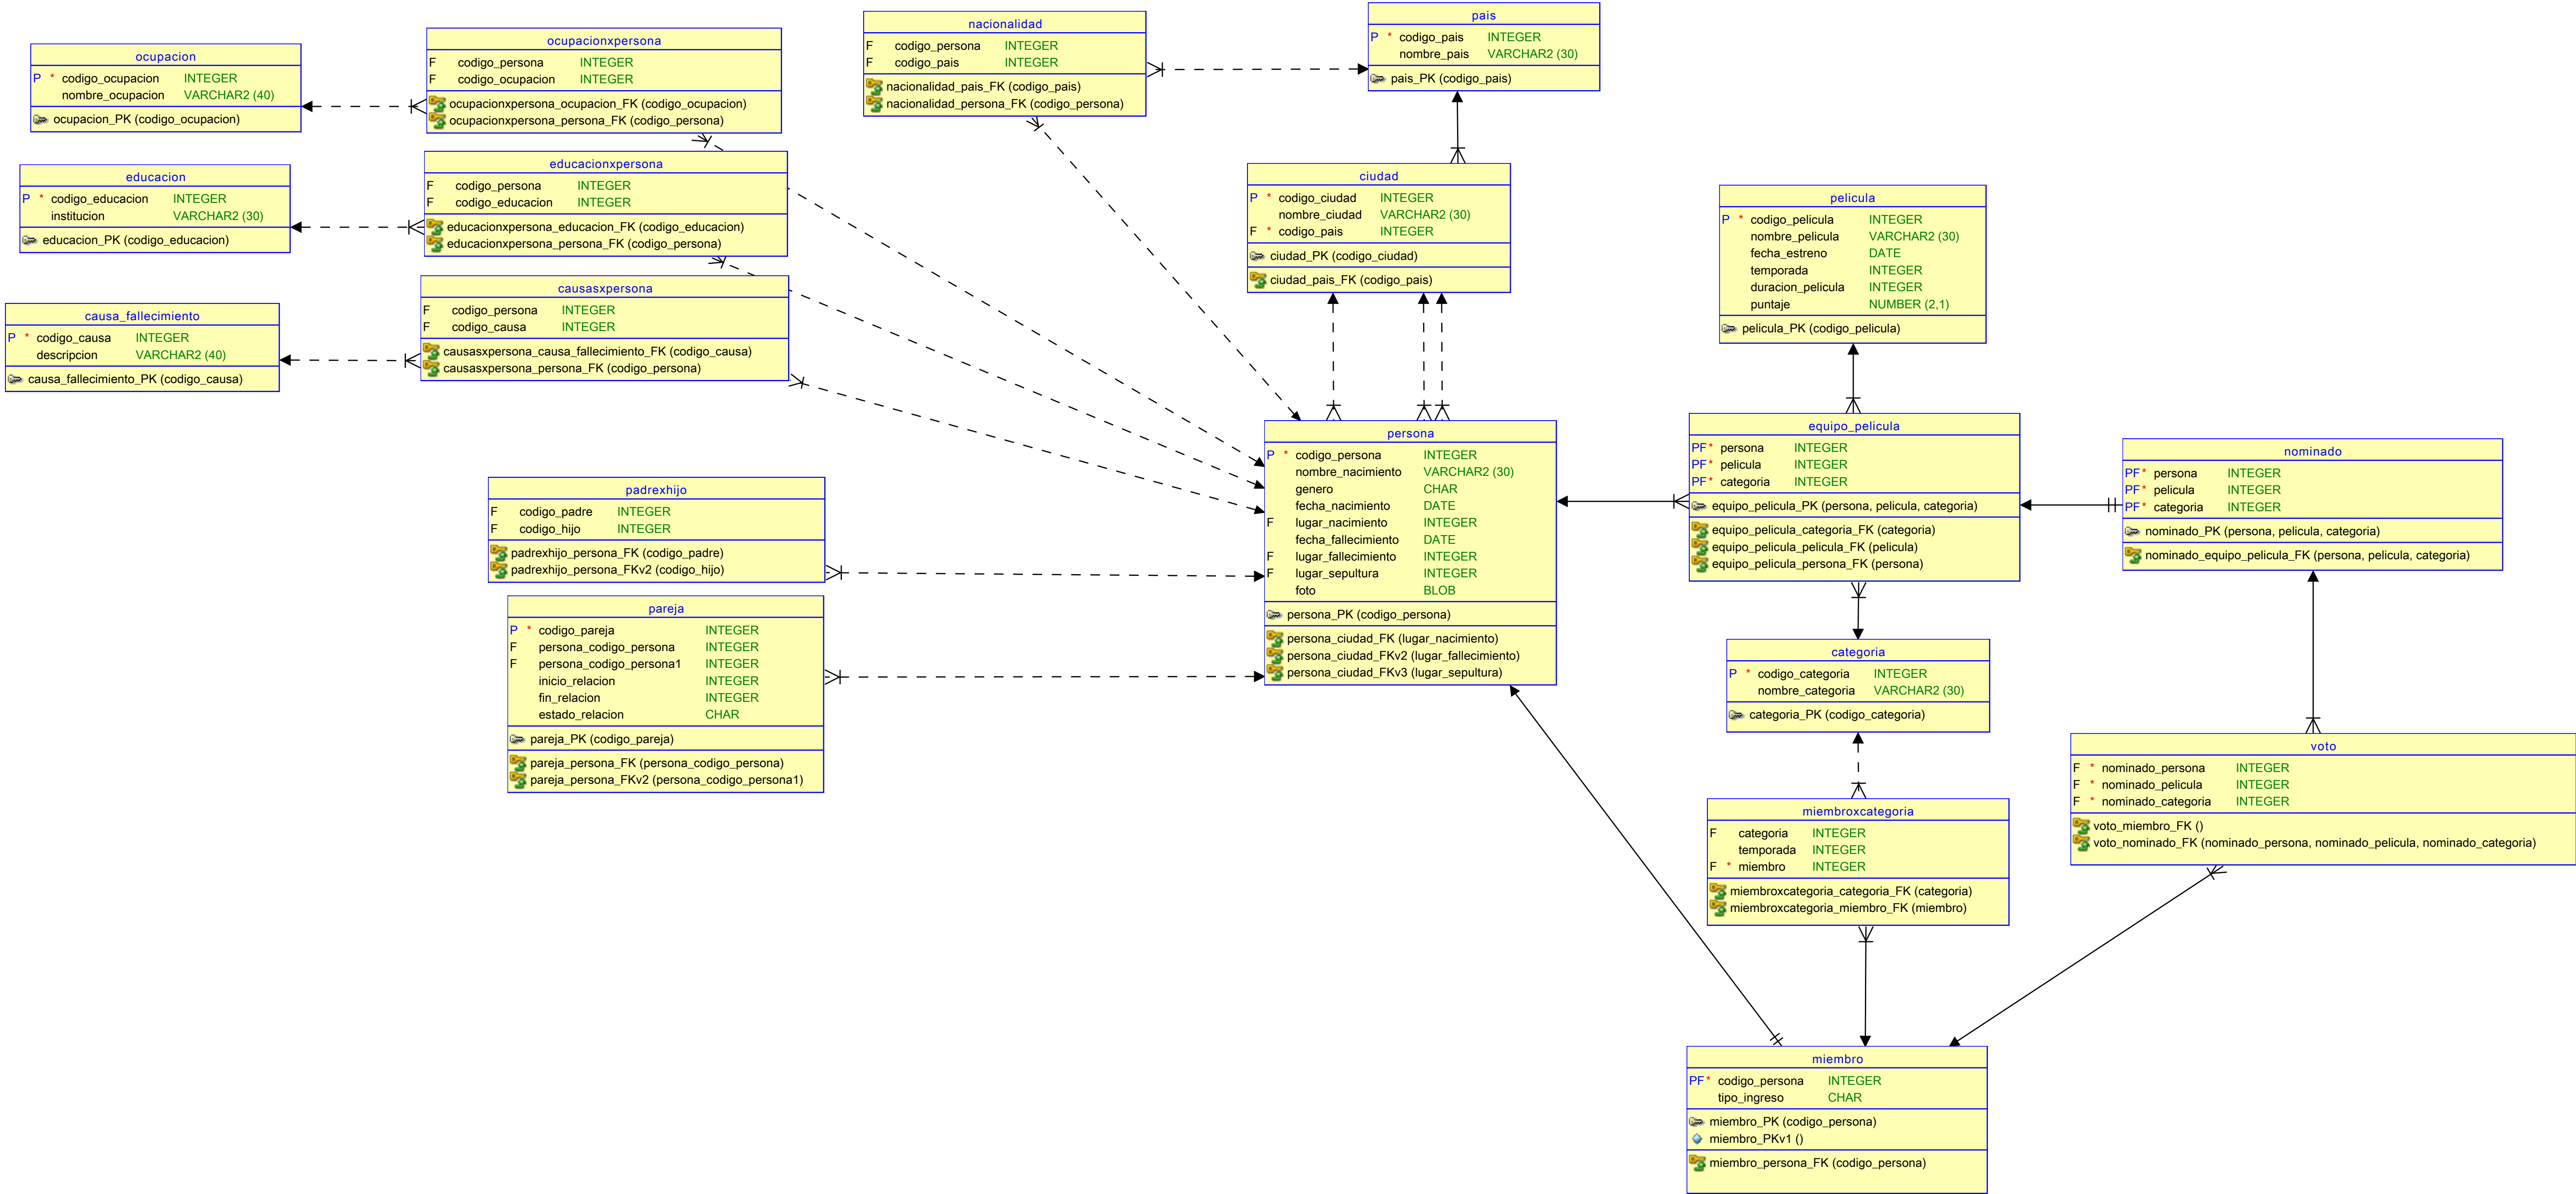 ocupacion
P * codigo_ocupacion INTEGER
nombre_ocupacion VARCHAR2 (40)
ocupacion_PK (codigo_ocupacion)
ocupacionxpersona
F codigo_persona INTEGER
F codigo_ocupacion INTEGER
ocupacionxpersona_ocupacion_FK (codigo_ocupacion)
ocupacionxpersona_persona_FK (codigo_persona)
nacionalidad
F codigo_persona INTEGER
F codigo_pais INTEGER
nacionalidad_pais_FK (codigo_pais)
nacionalidad_persona_FK (codigo_persona)
pais
P * codigo_pais INTEGER
nombre_pais VARCHAR2 (30)
pais_PK (codigo_pais)
educacion
P * codigo_educacion INTEGER
institucion VARCHAR2 (30)
educacion_PK (codigo_educacion)
educacionxpersona
F codigo_persona INTEGER
F codigo_educacion INTEGER
educacionxpersona_educacion_FK (codigo_educacion)
educacionxpersona_persona_FK (codigo_persona)
ciudad
P * codigo_ciudad INTEGER
nombre_ciudad VARCHAR2 (30)
F * codigo_pais INTEGER
ciudad_PK (codigo_ciudad)
ciudad_pais_FK (codigo_pais)
pelicula
P * codigo_pelicula INTEGER
nombre_pelicula VARCHAR2 (30)
fecha_estreno DATE
temporada INTEGER
duracion_pelicula INTEGER
puntaje NUMBER (2,1)
pelicula_PK (codigo_pelicula)
causa_fallecimiento
P * codigo_causa INTEGER
descripcion VARCHAR2 (40)
causa_fallecimiento_PK (codigo_causa)
causasxpersona
F codigo_persona INTEGER
F codigo_causa INTEGER
causasxpersona_causa_fallecimiento_FK (codigo_causa)
causasxpersona_persona_FK (codigo_persona)
persona
P * codigo_persona INTEGER
nombre_nacimiento VARCHAR2 (30)
genero CHAR
fecha_nacimiento DATE
F lugar_nacimiento INTEGER
fecha_fallecimiento DATE
F lugar_fallecimiento INTEGER
F lugar_sepultura INTEGER
foto BLOB
persona_PK (codigo_persona)
persona_ciudad_FK (lugar_nacimiento)
persona_ciudad_FKv2 (lugar_fallecimiento)
persona_ciudad_FKv3 (lugar_sepultura)
equipo_pelicula
PF* persona INTEGER
PF* pelicula INTEGER
PF* categoria INTEGER
equipo_pelicula_PK (persona, pelicula, categoria)
equipo_pelicula_categoria_FK (categoria)
equipo_pelicula_pelicula_FK (pelicula)
equipo_pelicula_persona_FK (persona)
nominado
PF* persona INTEGER
PF* pelicula INTEGER
PF* categoria INTEGER
nominado_PK (persona, pelicula, categoria)
nominado_equipo_pelicula_FK (persona, pelicula, categoria)
padrexhijo
F codigo_padre INTEGER
F codigo_hijo INTEGER
padrexhijo_persona_FK (codigo_padre)
padrexhijo_persona_FKv2 (codigo_hijo)
pareja
P * codigo_pareja INTEGER
F persona_codigo_persona INTEGER
F persona_codigo_persona1 INTEGER
inicio_relacion INTEGER
fin_relacion INTEGER
estado_relacion CHAR
pareja_PK (codigo_pareja)
pareja_persona_FK (persona_codigo_persona)
pareja_persona_FKv2 (persona_codigo_persona1)
categoria
P * codigo_categoria INTEGER
nombre_categoria VARCHAR2 (30)
categoria_PK (codigo_categoria)
voto
F * nominado_persona INTEGER
F * nominado_pelicula INTEGER
F * nominado_categoria INTEGER
voto_miembro_FK ()
voto_nominado_FK (nominado_persona, nominado_pelicula, nominado_categoria)
miembroxcategoria
F categoria INTEGER
temporada INTEGER
F * miembro INTEGER
miembroxcategoria_categoria_FK (categoria)
miembroxcategoria_miembro_FK (miembro)
miembro
PF* codigo_persona INTEGER
tipo_ingreso CHAR
miembro_PK (codigo_persona)
miembro_PKv1 ()
miembro_persona_FK (codigo_persona)